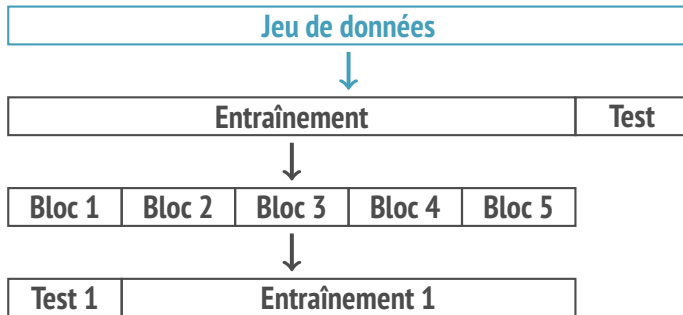 Jeu de données
Entraînement Test
Bloc 1 Bloc 2 Bloc 3 Bloc 4 Bloc 5
Test 1 Entraînement 1